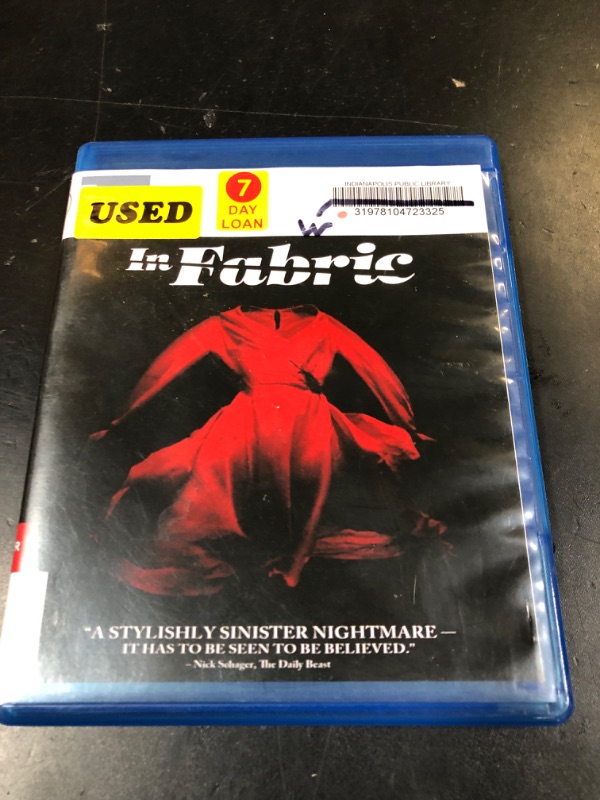 USED
7
DAY
LOAN
INDIANAPOLIS PUBLIC LIBRARY
31978104723325
W
In Fabric
"A STYLISHLY SINISTER NIGHTMARE —
IT HAS TO BE SEEN TO BE BELIEVED."
– Nick Schager, The Daily Beast
R